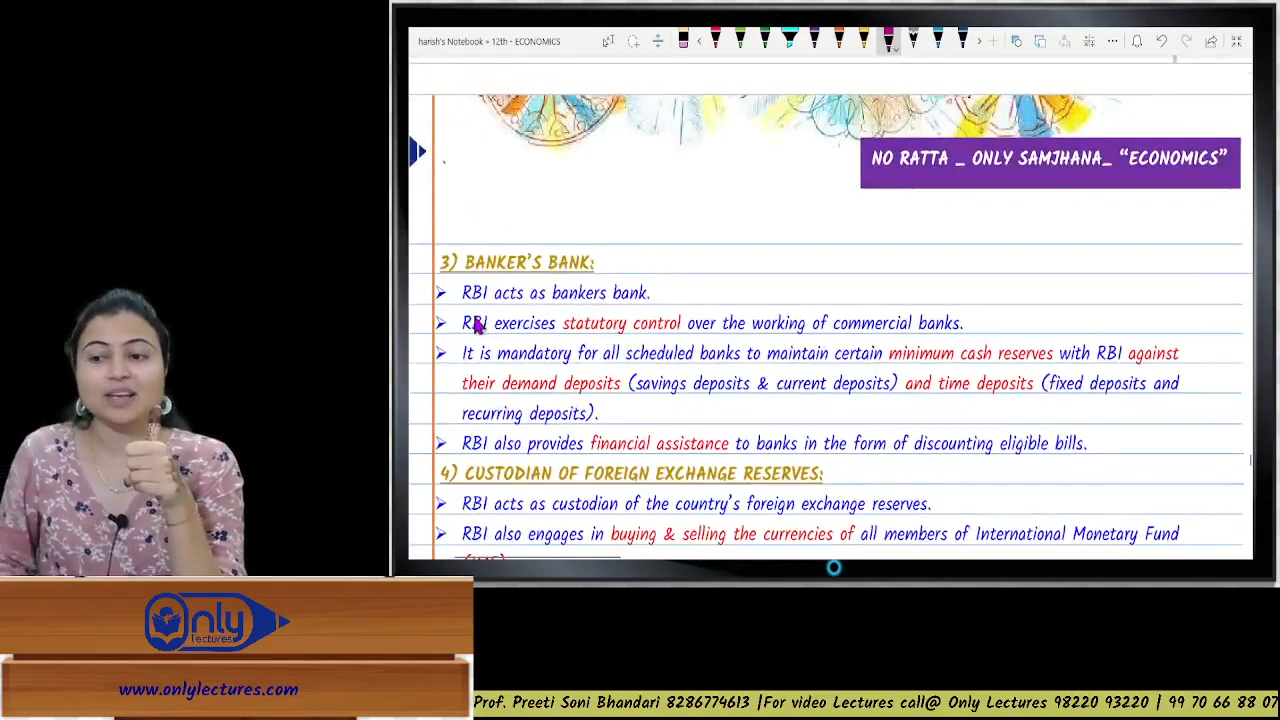 harish's Notebook » 12th - ECONOMICS
NO RATTA _ ONLY SAMJHANA_ “ECONOMICS”
3) BANKER’S BANK:
➢ RBI acts as bankers bank.
➢ RBI exercises statutory control over the working of commercial banks.
➢ It is mandatory for all scheduled banks to maintain certain minimum cash reserves with RBI against
their demand deposits (savings deposits & current deposits) and time deposits (fixed deposits and
recurring deposits).
➢ RBI also provides financial assistance to banks in the form of discounting eligible bills.
4) CUSTODIAN OF FOREIGN EXCHANGE RESERVES:
➢ RBI acts as custodian of the country’s foreign exchange reserves.
➢ RBI also engages in buying & selling the currencies of all members of International Monetary Fund
Only
lectures
www.onlylectures.com
Prof. Preeti Soni Bhandari 8286774613 |For video Lectures call@ Only Lectures 98220 93220 | 99 70 66 88 07